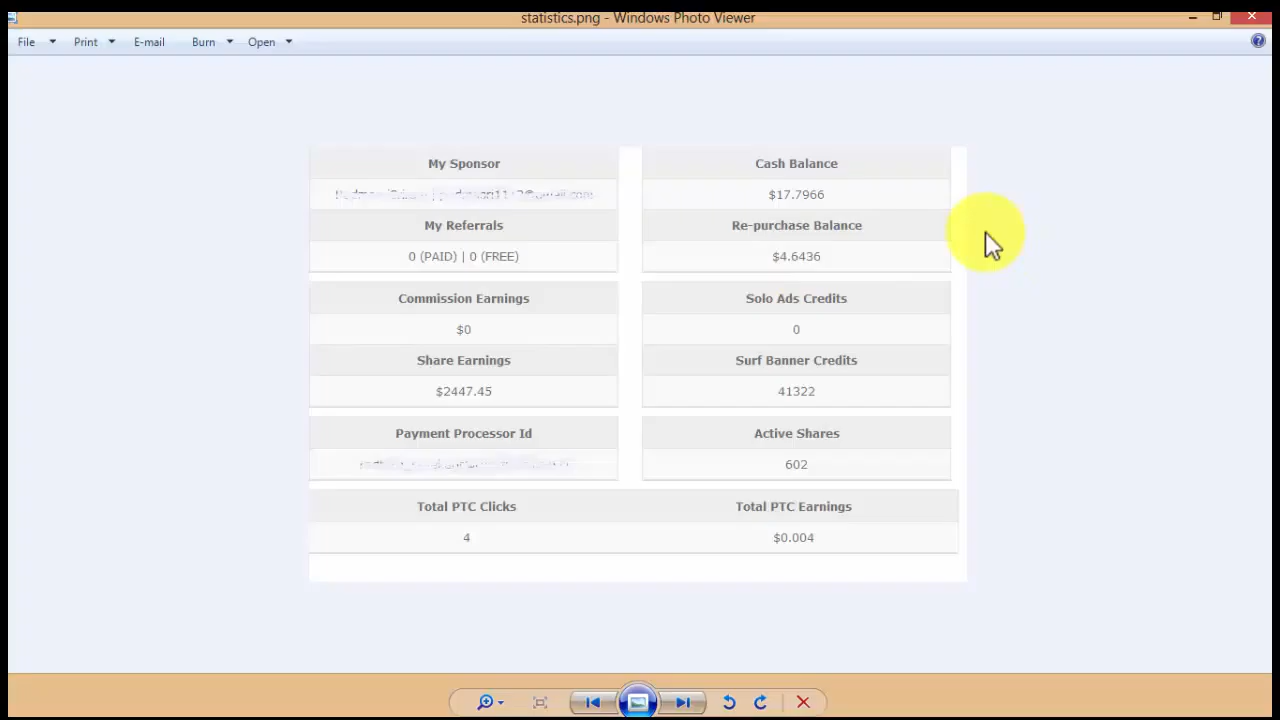 statistics.png - Windows Photo Viewer
File Print E-mail Burn Open
My Sponsor
My Referrals
0 (PAID) | 0 (FREE)
Commission Earnings
$0
Share Earnings
$2447.45
Payment Processor Id
Cash Balance
$17.7966
Re-purchase Balance
$4.6436
Solo Ads Credits
0
Surf Banner Credits
41322
Active Shares
602
Total PTC Clicks
4
Total PTC Earnings
$0.004